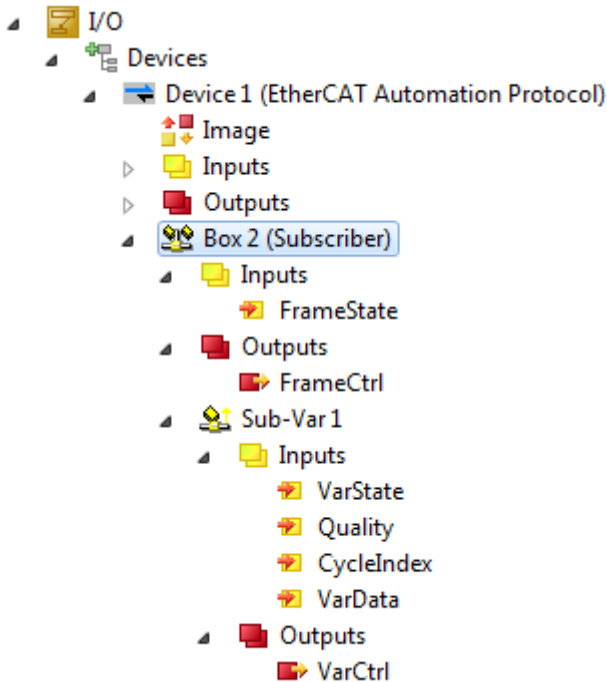 I/O
Devices
Device 1 (EtherCAT Automation Protocol)
Image
Inputs
Outputs
Box 2 (Subscriber)
Inputs
FrameState
Outputs
FrameCtrl
Sub-Var 1
Inputs
VarState
Quality
CycleIndex
VarData
Outputs
VarCtrl